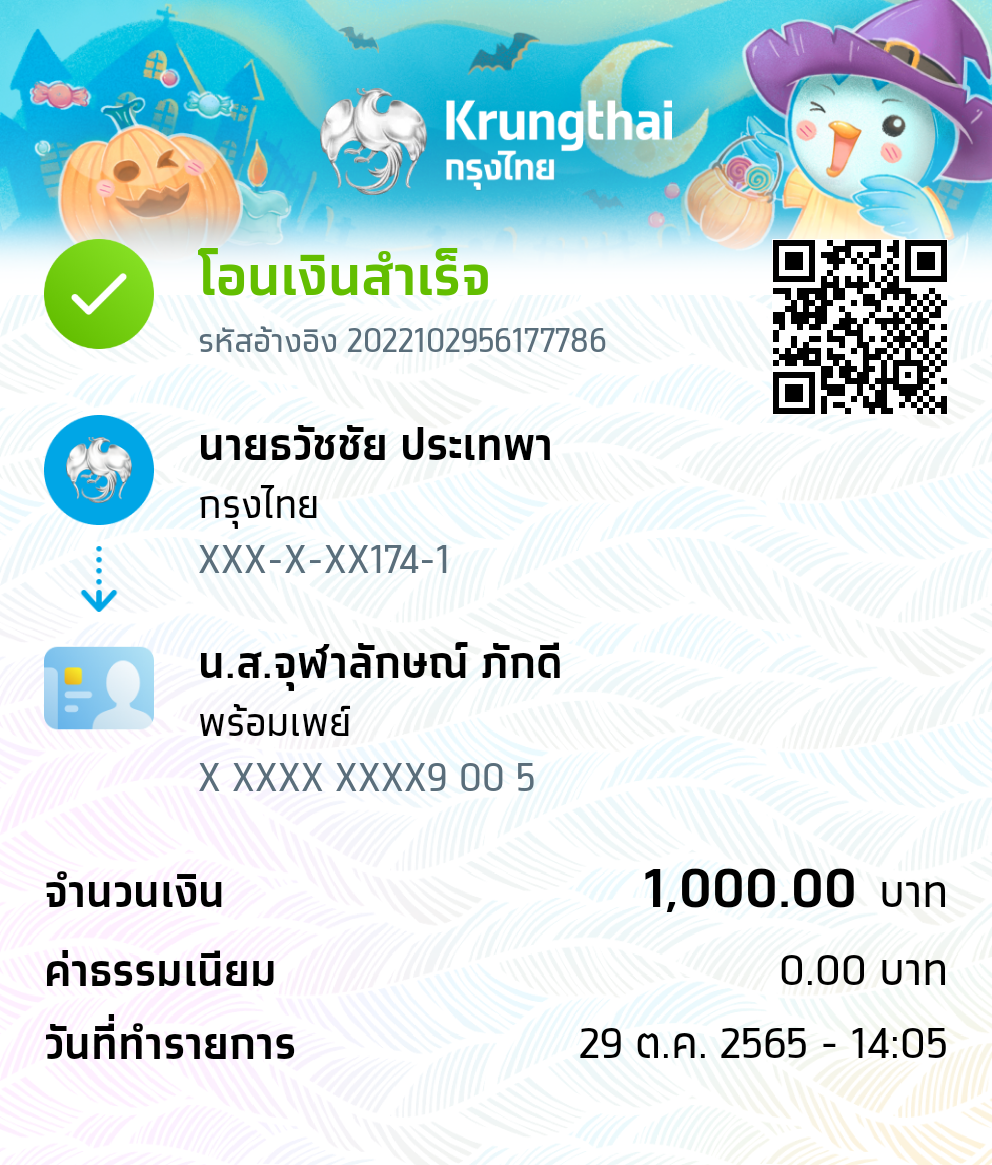 Krungthai
กรุงไทย
โอนเงินสำเร็จ
รหัสอ้างอิง 2022102956177786
นายธวัชชัย ประเทพา
กรุงไทย
XXX-X-XX174-1
น.ส.จุฬาลักษณ์ ภักดี
พร้อมเพย์
X XXXX XXXX9 00 5
จำนวนเงิน 1,000.00 บาท
ค่าธรรมเนียม 0.00 บาท
วันที่ทำรายการ 29 ต.ค. 2565 - 14:05